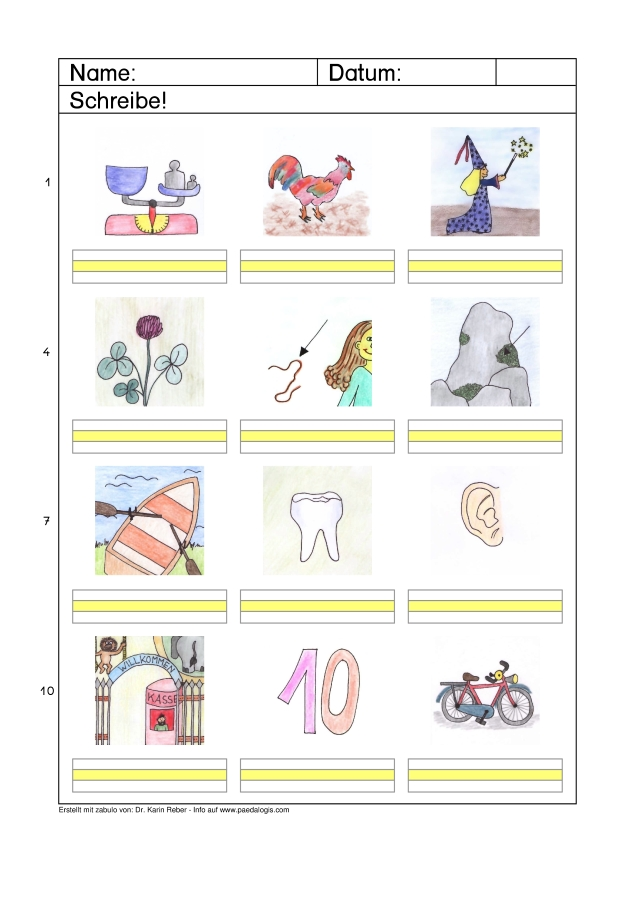 Name: Datum:
Schreibe!
1
4
7
WILLKOMMEN
KASSE
10
10
Erstellt mit zabulo von: Dr. Karin Reber - Info auf www.paedalogis.com